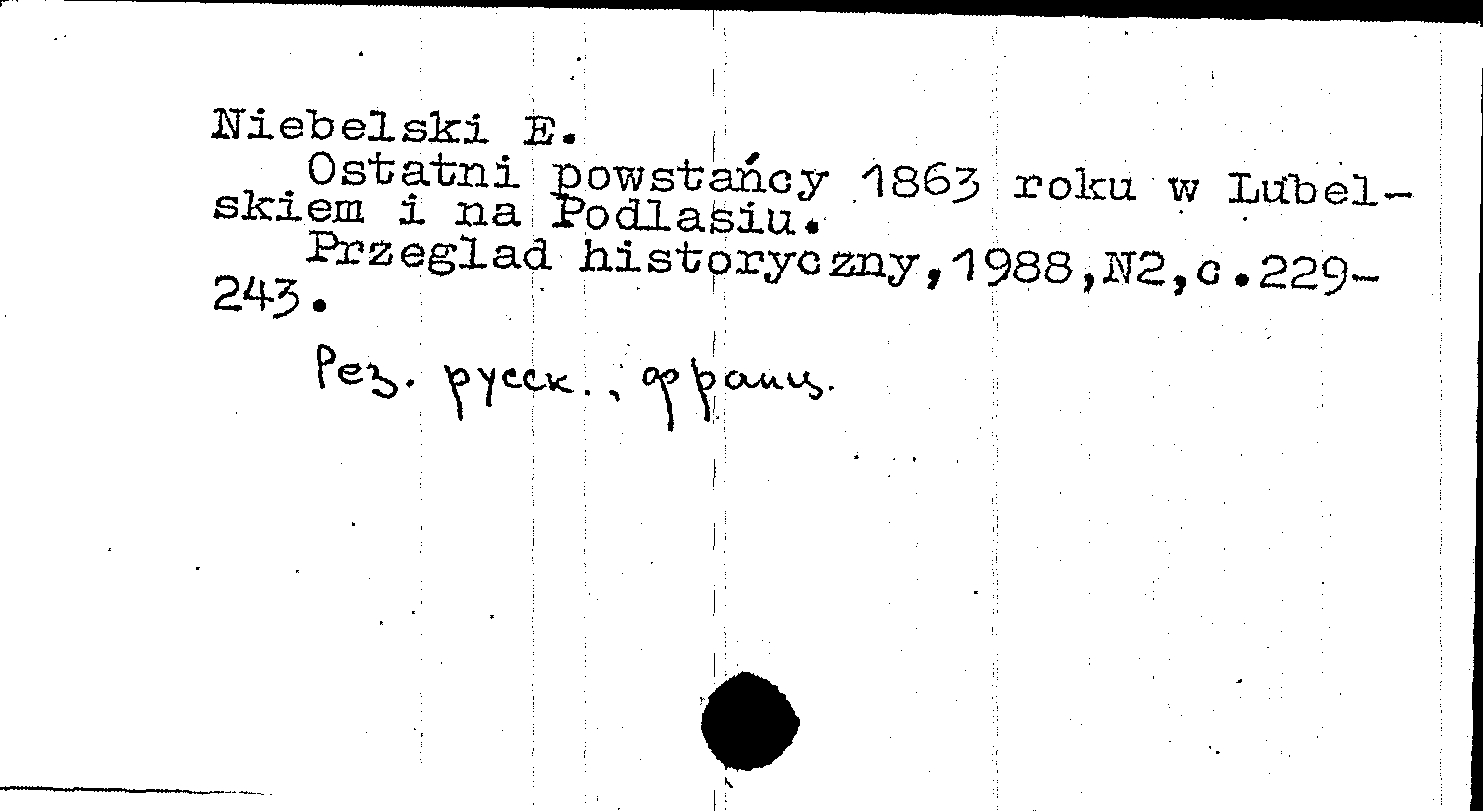 Niebelski E.
Ostatni powstańcy 1863 roku w Lubel-
skiem i na Podlasiu.
Przeglad historyczny,1988,N2,c.229-
243.
Рез. русск., франц.